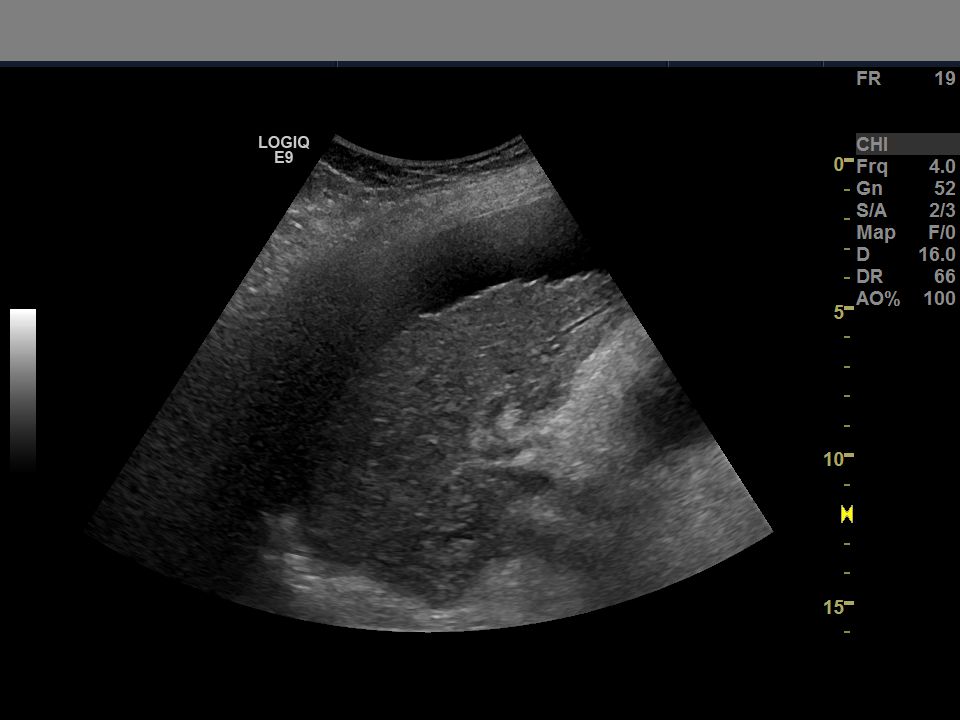 LOGIQ
E9
FR 19
CHI
Frq 4.0
Gn 52
S/A 2/3
Map F/0
D 16.0
DR 66
AO% 100
0
5
10
15